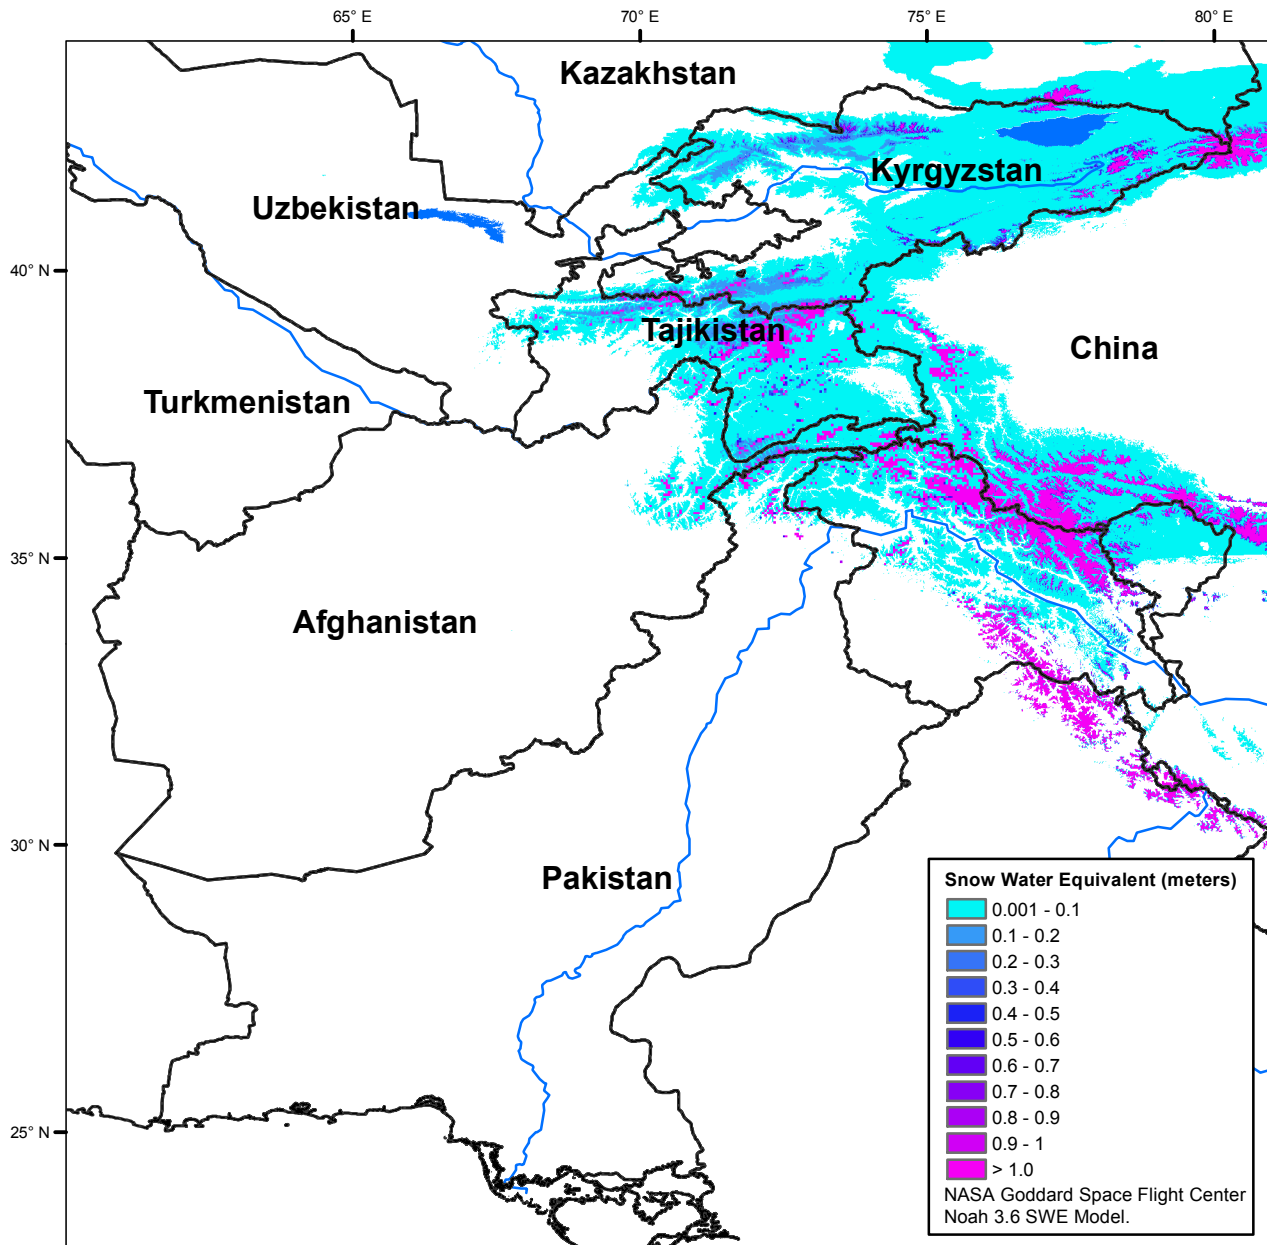 65° E
70° E
75° E
80° E
Kazakhstan
Kyrgyzstan
Uzbekistan
40° N
Tajikistan
China
Turkmenistan
35° N
Afghanistan
30° N
Pakistan
25° N
Snow Water Equivalent (meters)
0.001 - 0.1
0.1 - 0.2
0.2 - 0.3
0.3 - 0.4
0.4 - 0.5
0.5 - 0.6
0.6 - 0.7
0.7 - 0.8
0.8 - 0.9
0.9 - 1
> 1.0
NASA Goddard Space Flight Center
Noah 3.6 SWE Model.